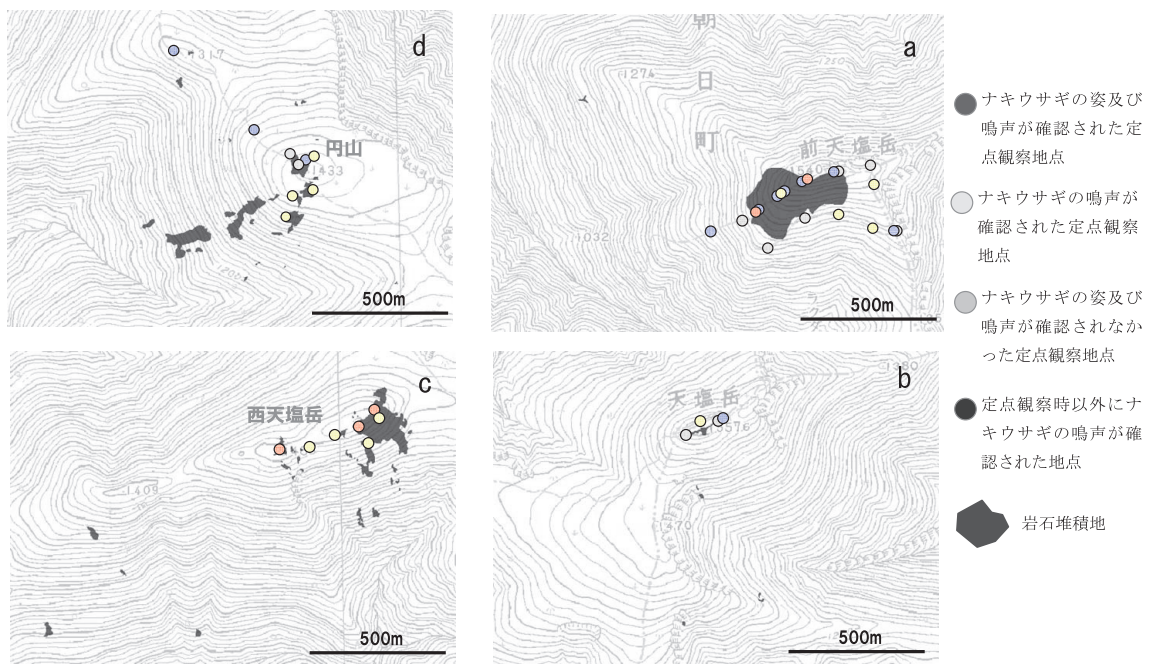 d
1317
円山
1433
1200
500m
朝
日
町
a
1274
1250
前天塩岳
1540
1032
500m
c
西天塩岳
1409
500m
b
1380
天塩岳
1557.6
1470
500m
ナキウサギの姿及び
鳴声が確認された定
点観察地点
ナキウサギの鳴声が
確認された定点観察
地点
ナキウサギの姿及び
鳴声が確認されなか
った定点観察地点
定点観察時以外にナ
キウサギの鳴声が確
認された地点
岩石堆積地